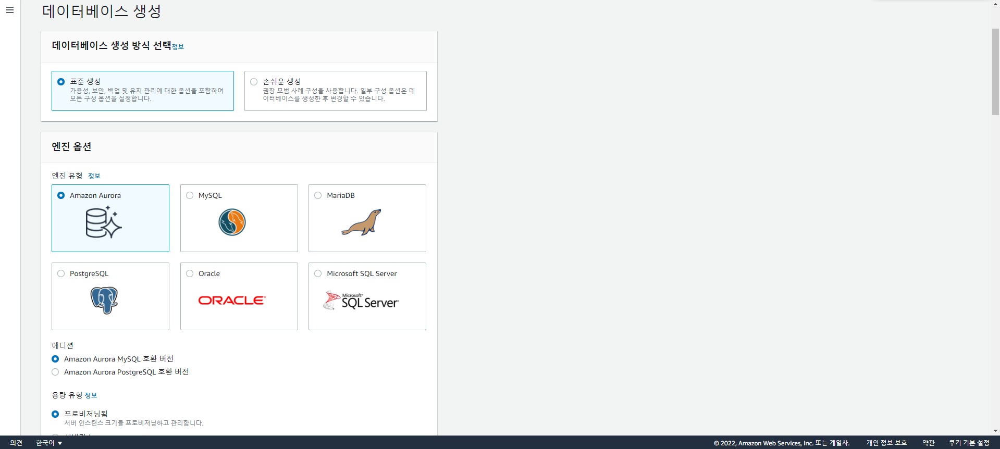 데이터베이스 생성
데이터베이스 생성 방식 선택정보
표준 생성
가용성, 보안, 백업 및 유지 관리에 대한 옵션을 포함하여
모든 구성 옵션을 설정합니다.
손쉬운 생성
권장 모범 사례 구성을 사용합니다. 일부 구성 옵션은 데
이터베이스를 생성한 후 변경할 수 있습니다.
엔진 옵션
엔진 유형 정보
Amazon Aurora
MySQL
MariaDB
PostgreSQL
Oracle
ORACLE
Microsoft SQL Server
Microsoft
SQL Server
에디션
Amazon Aurora MySQL 호환 버전
Amazon Aurora PostgreSQL 호환 버전
용량 유형 정보
프로비저닝됨
서버 인스턴스 크기를 프로비저닝하고 관리합니다.
의견 한국어 © 2022, Amazon Web Services, Inc. 또는 계열사. 개인 정보 보호 약관 쿠키 기본 설정